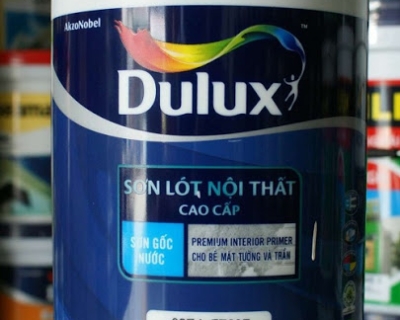 AkzoNobel
Dulux
SƠN LÓT NỘI THẤT
CAO CẤP
SƠN GỐC
NƯỚC
PREMIUM INTERIOR PRIMER
CHO BỀ MẶT TƯỜNG VÀ TRẦN